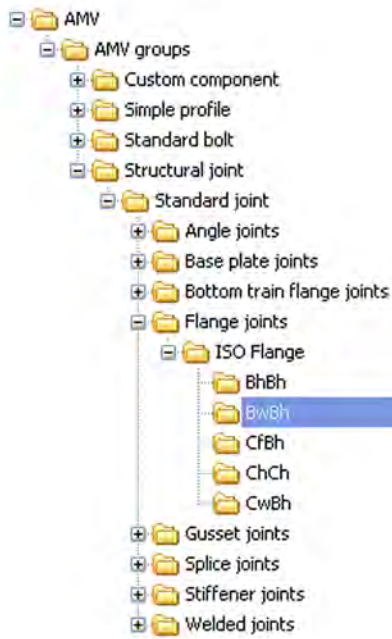 AMV
AMV groups
Custom component
Simple profile
Standard bolt
Structural joint
Standard joint
Angle joints
Base plate joints
Bottom train flange joints
Flange joints
ISO Flange
BhBh
BwBh
CfBh
ChCh
CwBh
Gusset joints
Splice joints
Stiffener joints
Welded joints